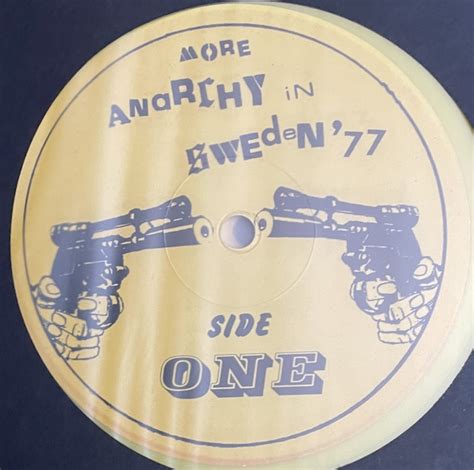 MORE
ANaRCHY iN
SWEdeN '77
SIDE
ONE